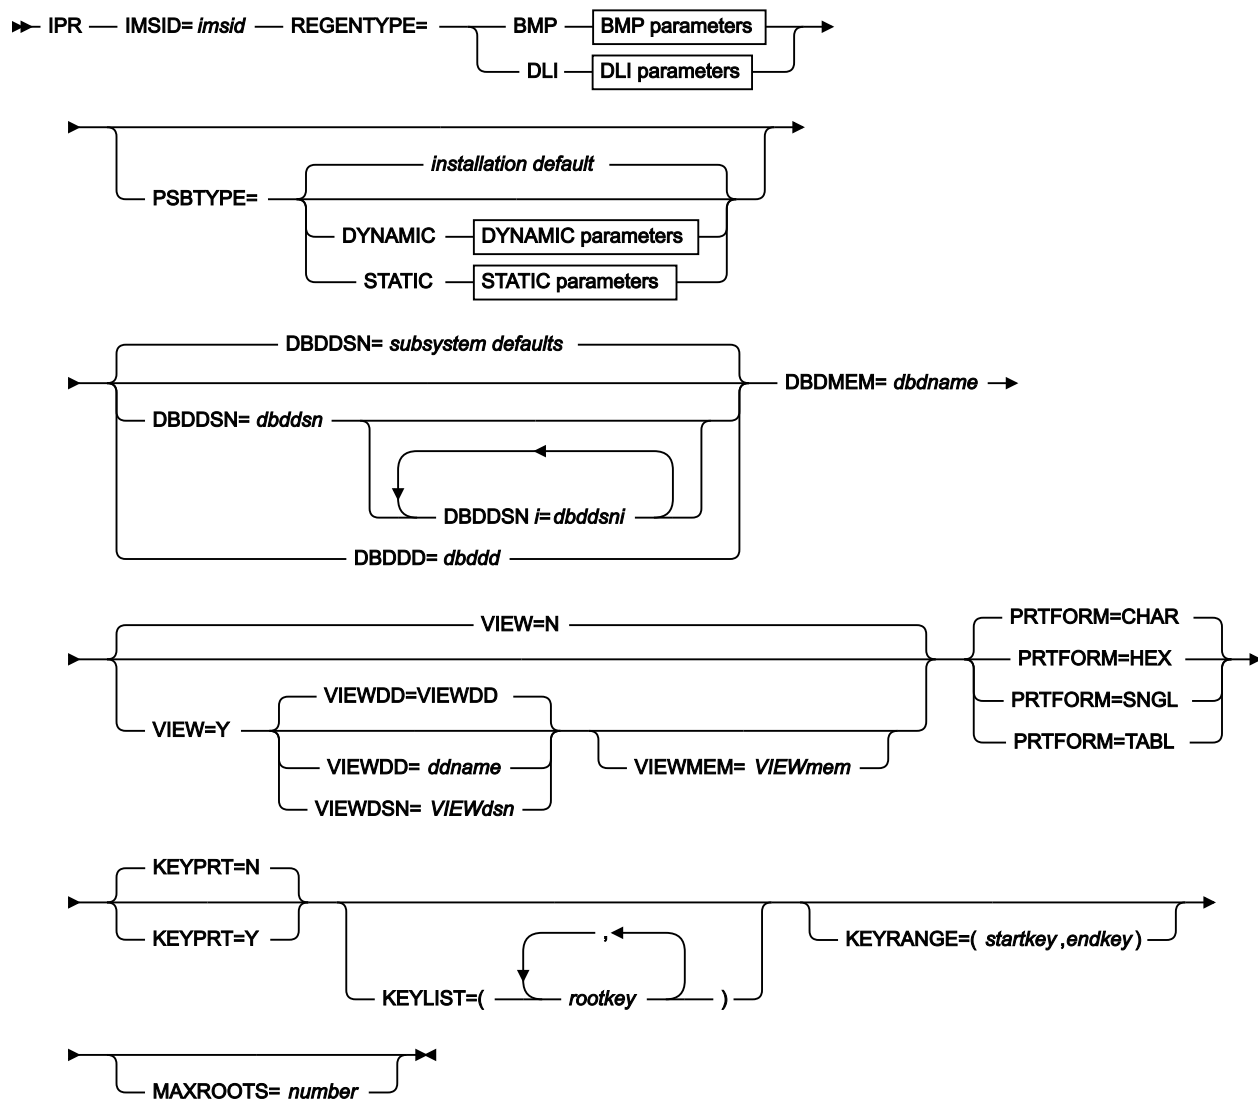 IPR IMSID= imsid REGENTYPE= BMP BMP parameters
DLI DLI parameters
installation default
PSBTYPE=
DYNAMIC DYNAMIC parameters
STATIC STATIC parameters
DBDDSN= subsystem defaults
DBDMEM= dbdname
DBDDSN= dbddsn
DBDDSN i=dbddsni
DBDDD= dbddd
VIEW=N
PRTFORM=CHAR
PRTFORM=HEX
VIEWDD=VIEWDD
PRTFORM=SNGL
VIEW=Y
PRTFORM=TABL
VIEWDD= ddname
VIEWMEM= VIEWmem
VIEWDSN= VIEWdsn
KEYPRT=N
KEYPRT=Y
,
KEYRANGE=( startkey ,endkey )
KEYLIST=( rootkey )
MAXROOTS= number